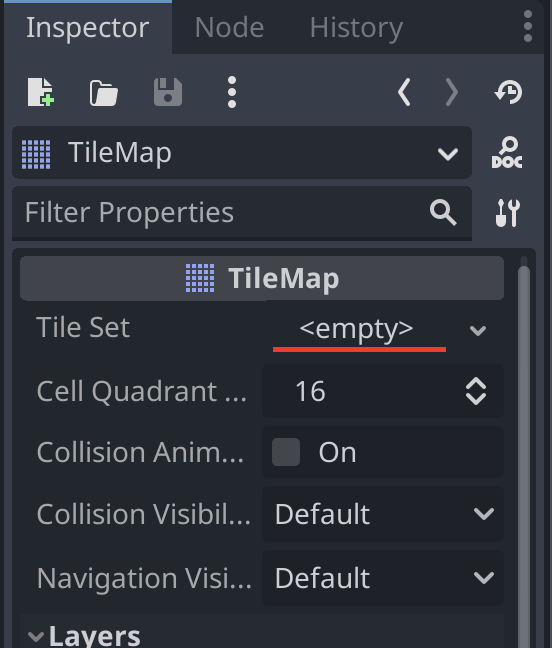 Inspector Node History
TileMap
DOC
Filter Properties
TileMap
Tile Set <empty>
Cell Quadrant ... 16
Collision Anim... On
Collision Visibil... Default
Navigation Visi... Default
Layers